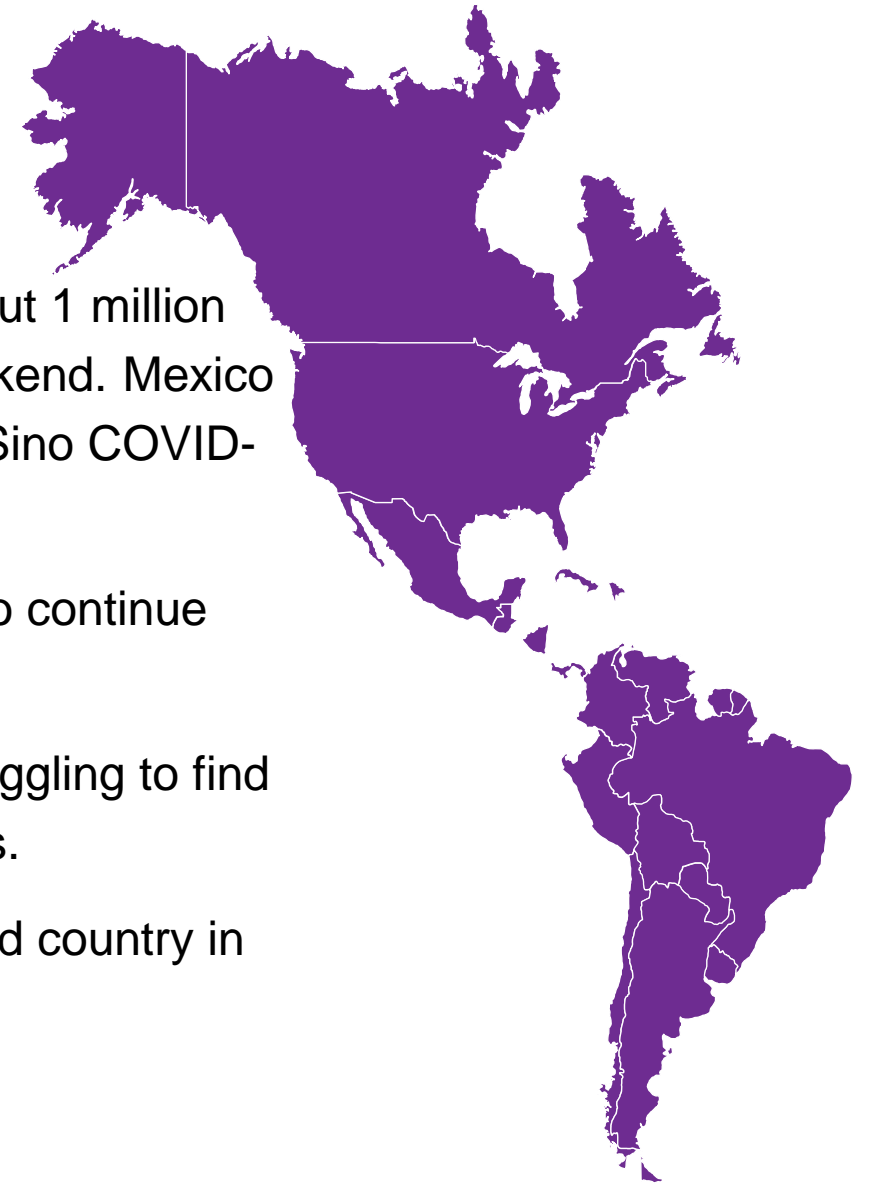 ut 1 million
kend. Mexico
Sino COVID-
o continue
ggling to find
s.
d country in